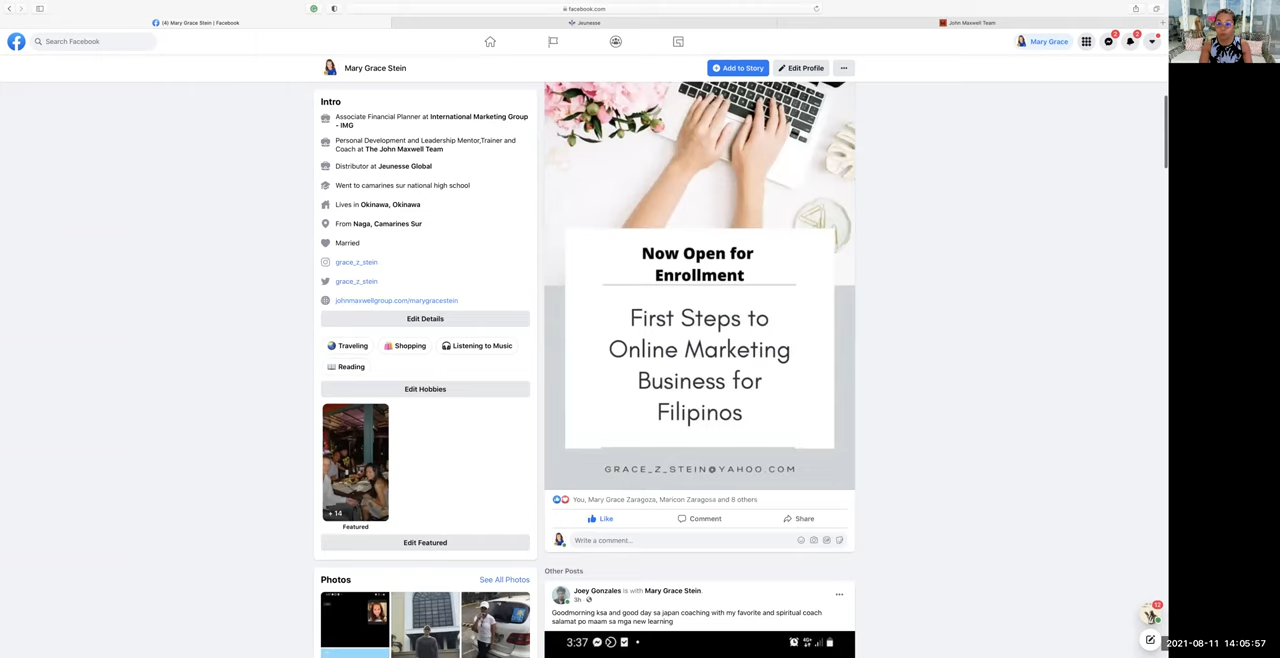 facebook.com
(4) Mary Grace Stein | Facebook
Jeunesse
John Maxwell Team
Search Facebook
Mary Grace
2
2
Mary Grace Stein
Add to Story
Edit Profile
Intro
Associate Financial Planner at International Marketing Group
- IMG
Personal Development and Leadership Mentor,Trainer and
Coach at The John Maxwell Team
Distributor at Jeunesse Global
Went to camarines sur national high school
Lives in Okinawa, Okinawa
From Naga, Camarines Sur
Married
grace_z_stein
grace_z_stein
johnmaxwellgroup.com/marygracestein
Edit Details
Traveling
Shopping
Listening to Music
Reading
Edit Hobbies
+ 14
Featured
Edit Featured
Photos
See All Photos
Now Open for
Enrollment
First Steps to
Online Marketing
Business for
Filipinos
GRACE_Z_STEIN@YAHOO.COM
You, Mary Grace Zaragoza, Maricon Zaragosa and 8 others
Like
Comment
Share
Write a comment...
Other Posts
Joey Gonzales is with Mary Grace Stein.
3h
Goodmorning ksa and good day sa japan coaching with my favorite and spiritual coach
salamat po maam sa mga new learning
3:37
12
2021-08-11 14:05:57